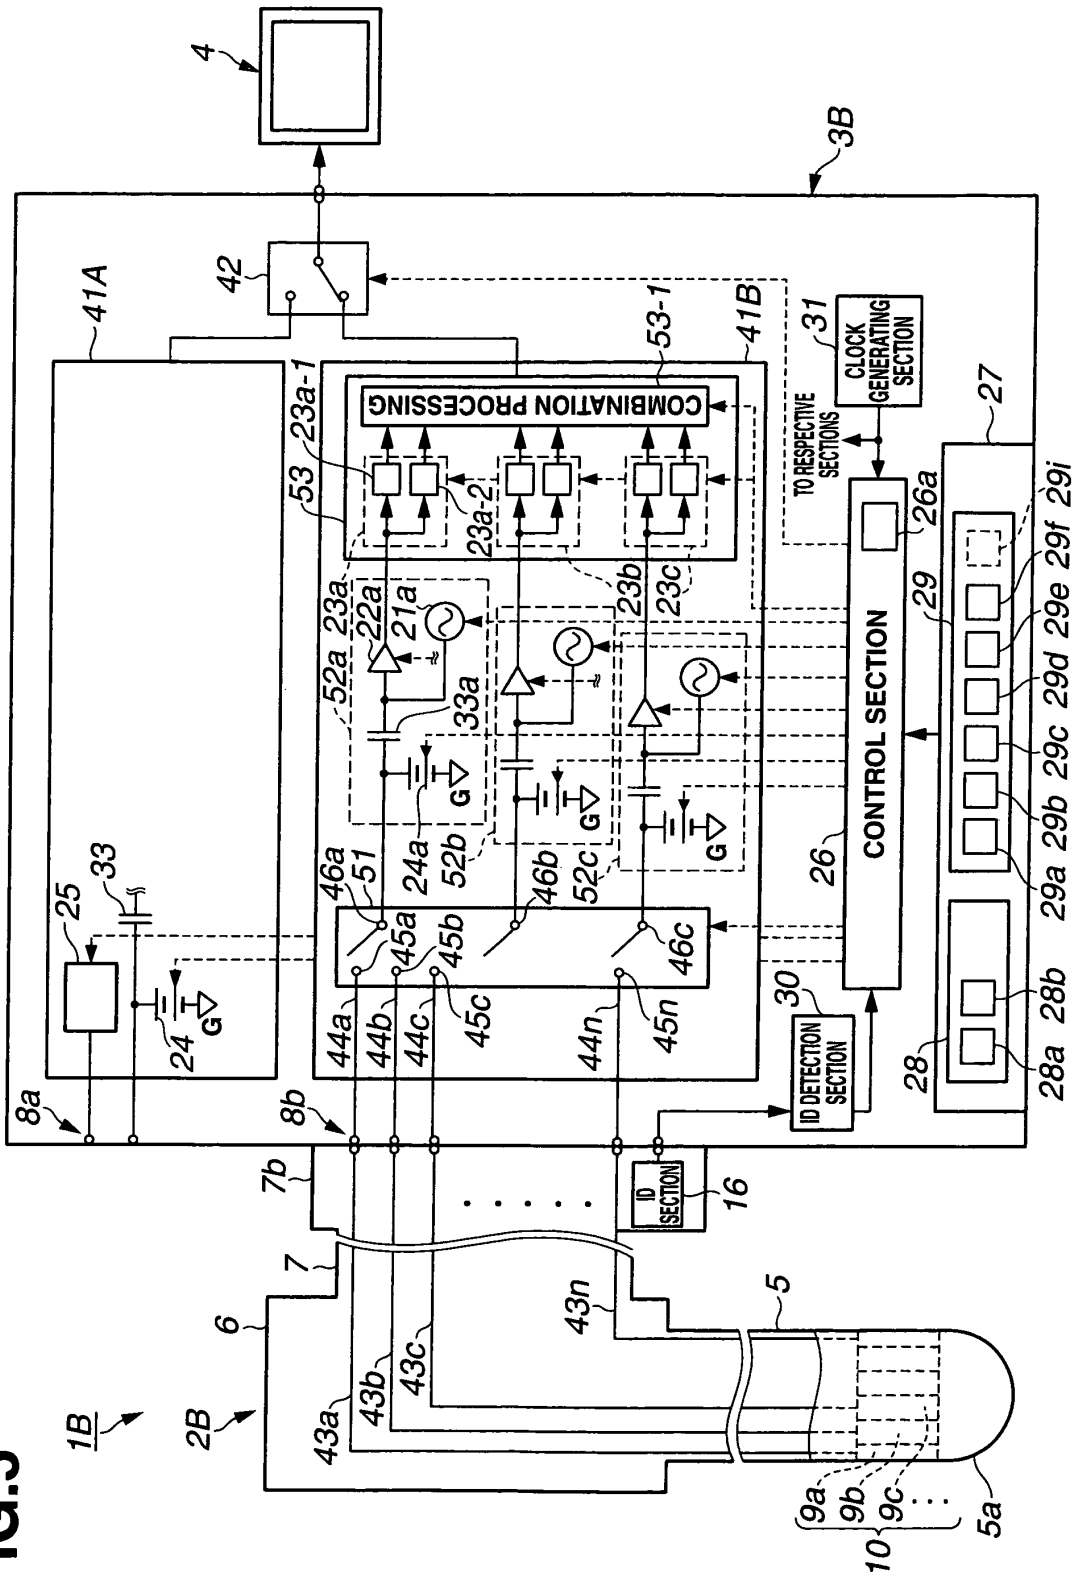 IG.5
1B
2B
3B
4
5
5a
6
7
7b
8a
8b
9a
9b
9c
10
16
ID SECTION
43a
43b
43c
43n
44a
44b
44c
44n
45a
45b
45c
45n
46a
46b
46c
51
41A
25
33
24
G
42
41B
52a
52b
52c
22a
21a
33a
24a
G
G
G
53
23a
23b
23c
23a-1
23a-2
53-1
COMBINATION PROCESSING
30
ID DETECTION
SECTION
26
CONTROL SECTION
26a
31
CLOCK
GENERATING
SECTION
TO RESPECTIVE
SECTIONS
27
28
28a
28b
29
29a
29b
29c
29d
29e
29f
29i